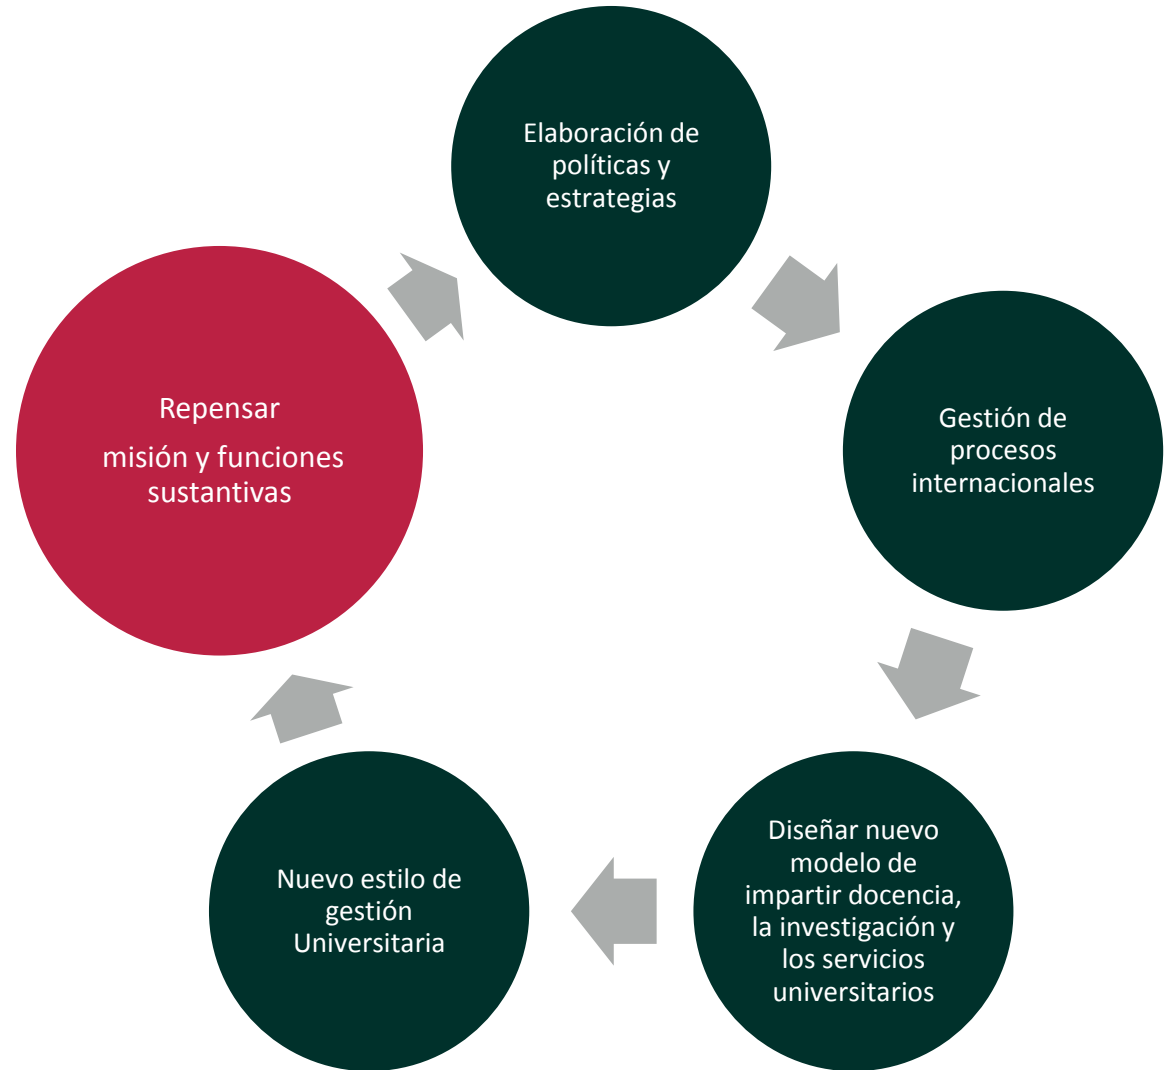 Elaboración de
políticas y
estrategias
Gestión de
procesos
internacionales
Diseñar nuevo
modelo de
impartir docencia,
la investigación y
los servicios
universitarios
Nuevo estilo de
gestión
Universitaria
Repensar
misión y funciones
sustantivas